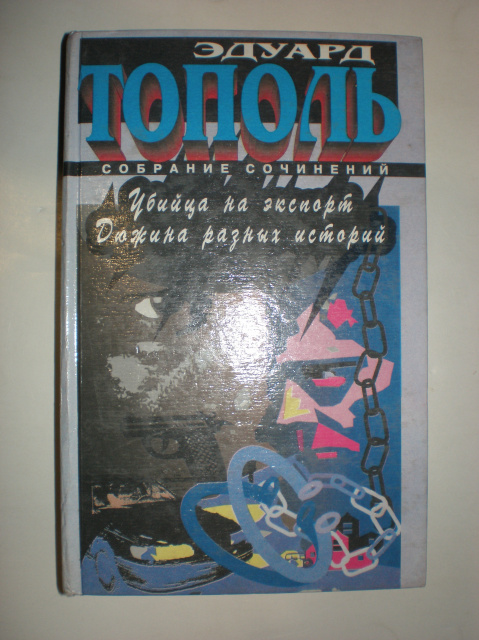 ЭДУАРД
ТОПОЛЬ
СОБРАНИЕ СОЧИНЕНИЙ
Убийца на экспорт
Дюжина разных историй